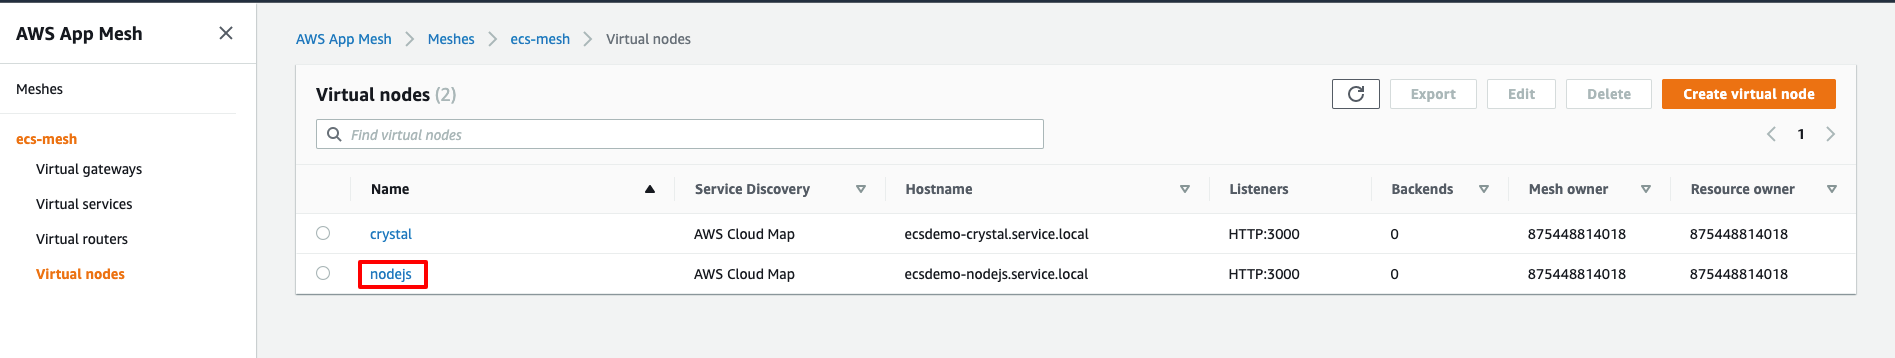 AWS App Mesh
Meshes
ecs-mesh
Virtual gateways
Virtual services
Virtual routers
Virtual nodes
AWS App Mesh Meshes ecs-mesh Virtual nodes
Virtual nodes (2)
Export Edit Delete Create virtual node
Find virtual nodes
1
Name Service Discovery Hostname Listeners Backends Mesh owner Resource owner
crystal AWS Cloud Map ecsdemo-crystal.service.local HTTP:3000 0 875448814018 875448814018
nodejs AWS Cloud Map ecsdemo-nodejs.service.local HTTP:3000 0 875448814018 875448814018